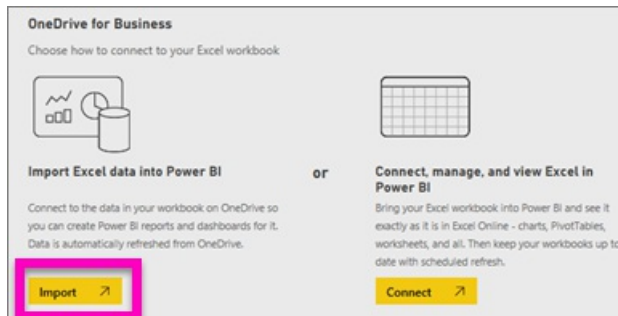 OneDrive for Business
Choose how to connect to your Excel workbook
Import Excel data into Power BI
Connect to the data in your workbook on OneDrive so
you can create Power BI reports and dashboards for it.
Data is automatically refreshed from OneDrive.
Import
or
Connect, manage, and view Excel in
Power BI
Bring your Excel workbook into Power BI and see it
exactly as it is in Excel Online - charts, PivotTables,
worksheets, and all. Then keep your workbooks up to
date with scheduled refresh.
Connect